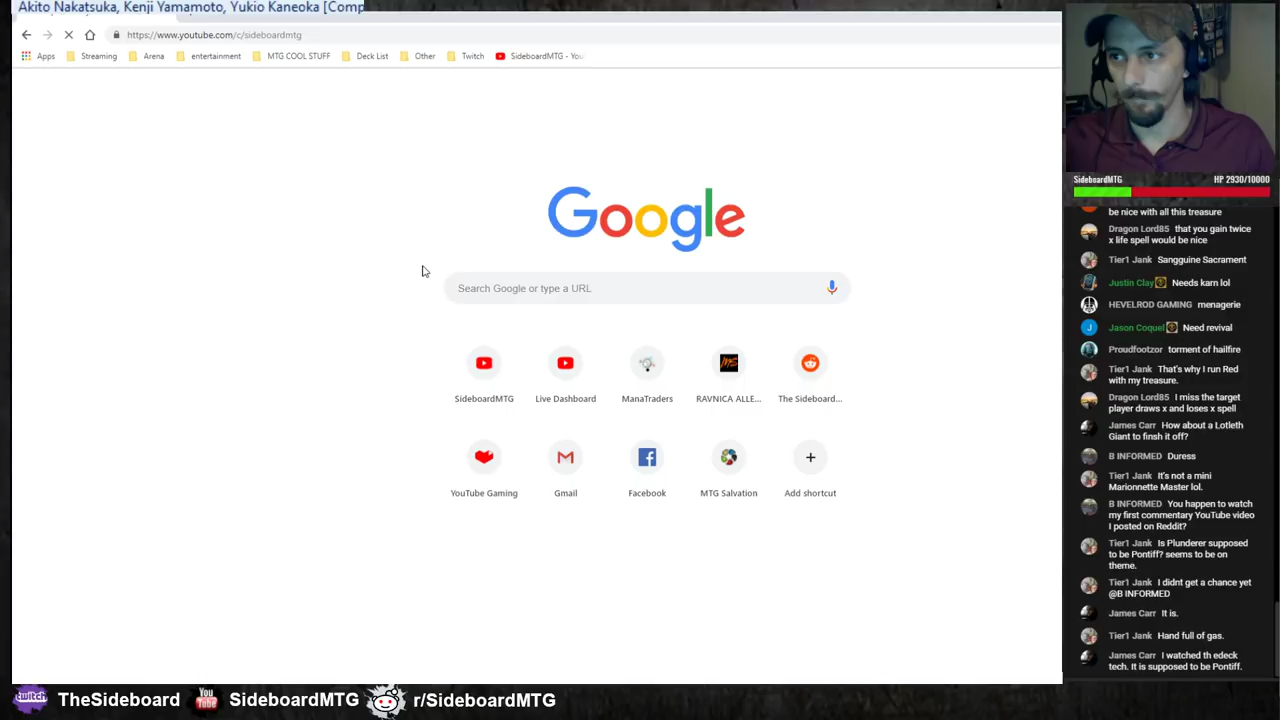 Akito Nakatsuka, Kenji Yamamoto, Yukio Kaneoka [Comp
https://www.youtube.com/c/sideboardmtg
Apps Streaming Arena entertainment MTG COOL STUFF Deck List Other Twitch SideboardMTG - You
Google
Search Google or type a URL
SideboardMTG Live Dashboard ManaTraders RAVNICA ALLE... The Sideboard...
YouTube Gaming Gmail Facebook MTG Salvation Add shortcut
SideboardMTG HP 2930/10000
be nice with all this treasure
Dragon Lord85 that you gain twice
x life spell would be nice
Tier1 Jank Sangguine Sacrament
Justin Clay Needs karn lol
HEVELROD GAMING menagerie
Jason Coquel Need revival
Proudfootzor torment of hailfire
Tier1 Jank That's why I run Red
with my treasure.
Dragon Lord85 I miss the target
player draws x and loses x spell
James Carr How about a Lotleth
Giant to finsh it off?
B INFORMED Duress
Tier1 Jank It's not a mini
Marionnette Master lol.
B INFORMED You happen to watch
my first commentary YouTube video
I posted on Reddit?
Tier1 Jank Is Plunderer supposed
to be Pontiff? seems to be on
theme.
Tier1 Jank I didnt get a chance yet
@B INFORMED
James Carr It is.
Tier1 Jank Hand full of gas.
James Carr I watched th edeck
tech. It is supposed to be Pontiff.
twitch TheSideboard You Tube SideboardMTG r/SideboardMTG